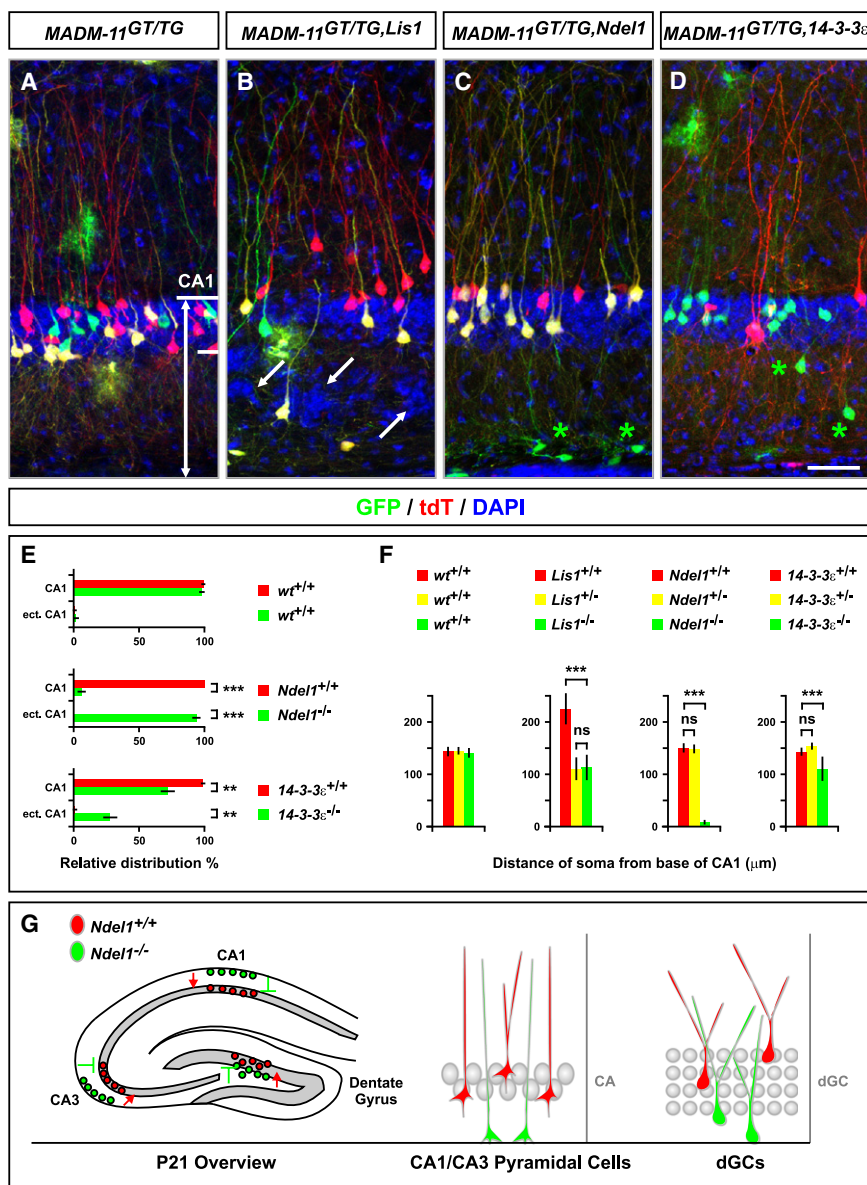 MADM-11GT/TG
MADM-11GT/TG,Lis1
MADM-11GT/TG,Ndel1
MADM-11GT/TG,14-3-3ε
A
B
C
D
CA1
*
*
*
*
GFP / tdT / DAPI
E
CA1
ect. CA1
0
50
100
wt+/+
wt+/+
CA1
ect. CA1
0
50
100
***
***
Ndel1+/+
Ndel1-/-
CA1
ect. CA1
0
50
100
**
**
14-3-3ε+/+
14-3-3ε-/-
Relative distribution %
F
wt+/+
wt+/+
wt+/+
Lis1+/+
Lis1+/-
Lis1-/-
Ndel1+/+
Ndel1+/-
Ndel1-/-
14-3-3ε+/+
14-3-3ε+/-
14-3-3ε-/-
200
100
0
***
ns
200
100
0
***
ns
200
100
0
***
ns
200
100
0
Distance of soma from base of CA1 (μm)
G
Ndel1+/+
Ndel1-/-
CA1
CA3
Dentate
Gyrus
P21 Overview
CA
CA1/CA3 Pyramidal Cells
dGC
dGCs